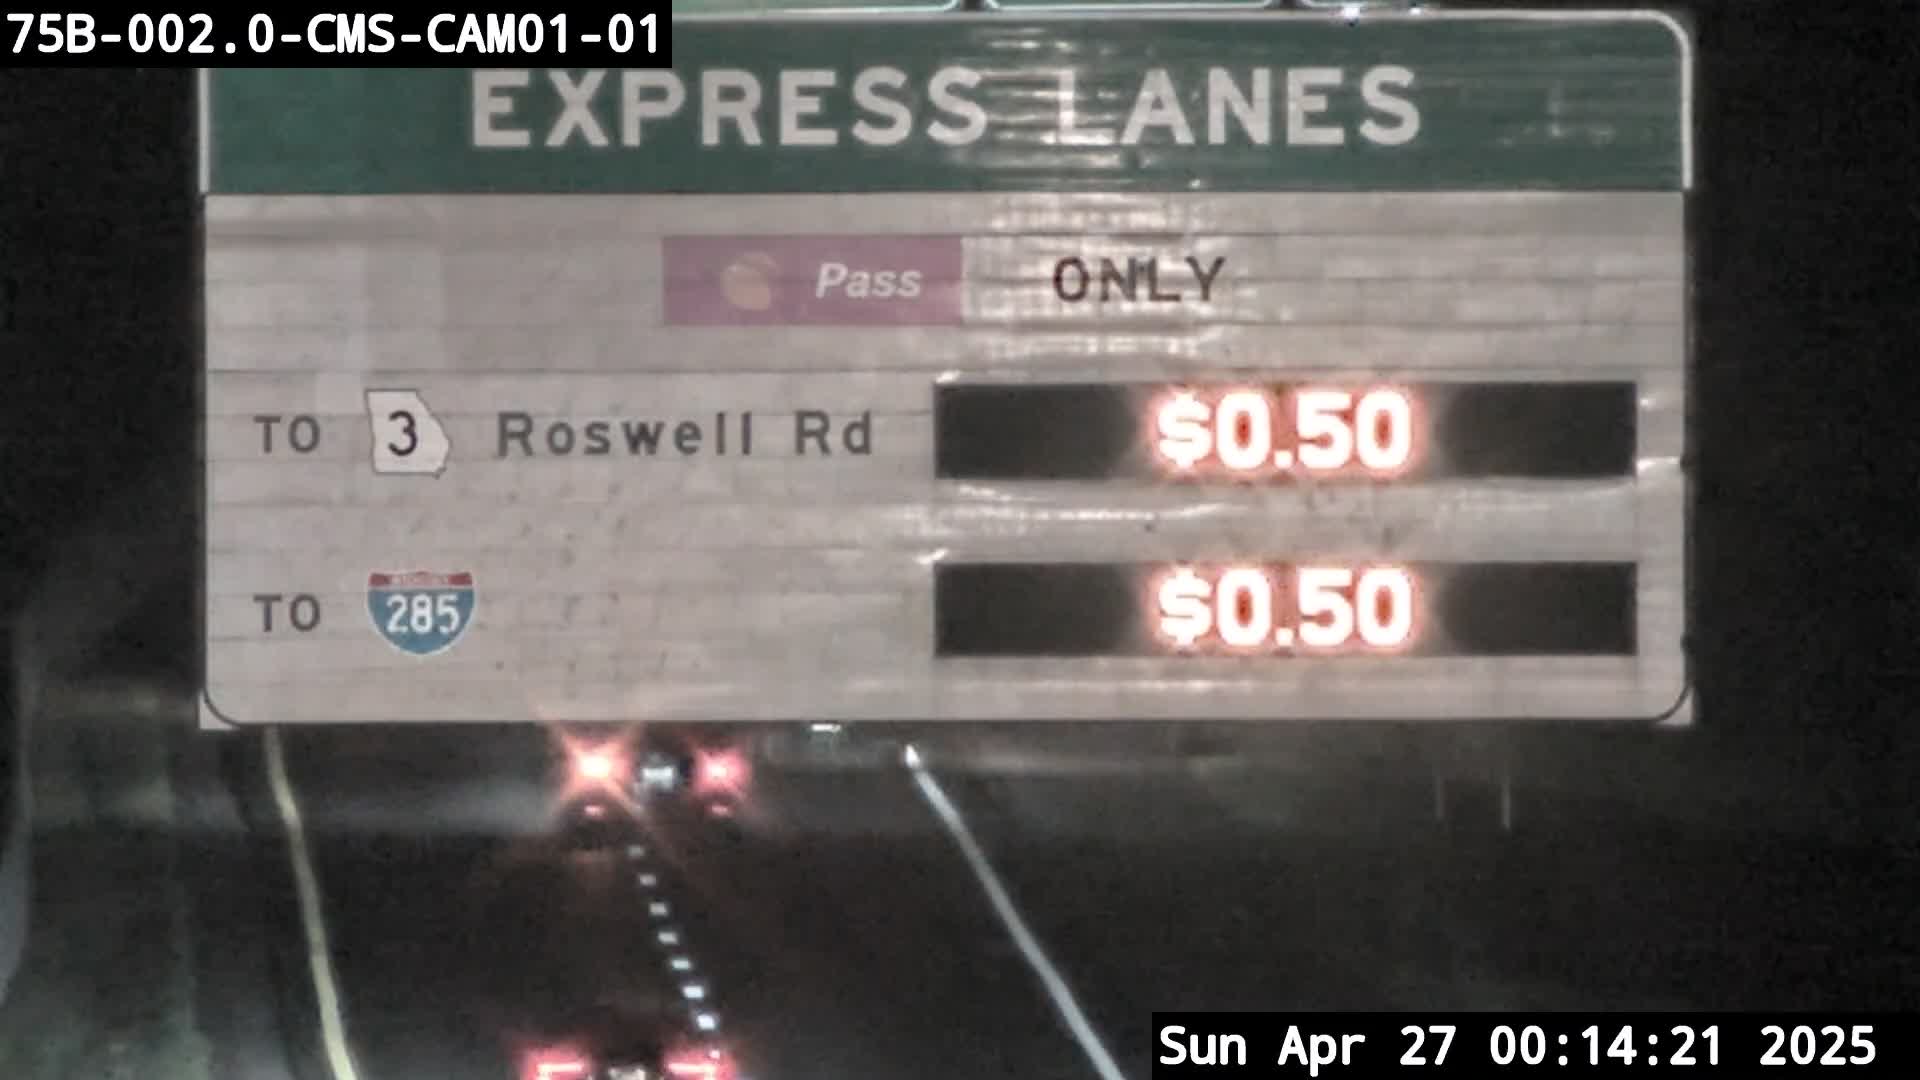 75B-002.0-CMS-CAM01-01
EXPRESS LANES
Pass ONLY
TO 3 Roswell Rd $0.50
TO 285 $0.50
Sun Apr 27 00:14:21 2025